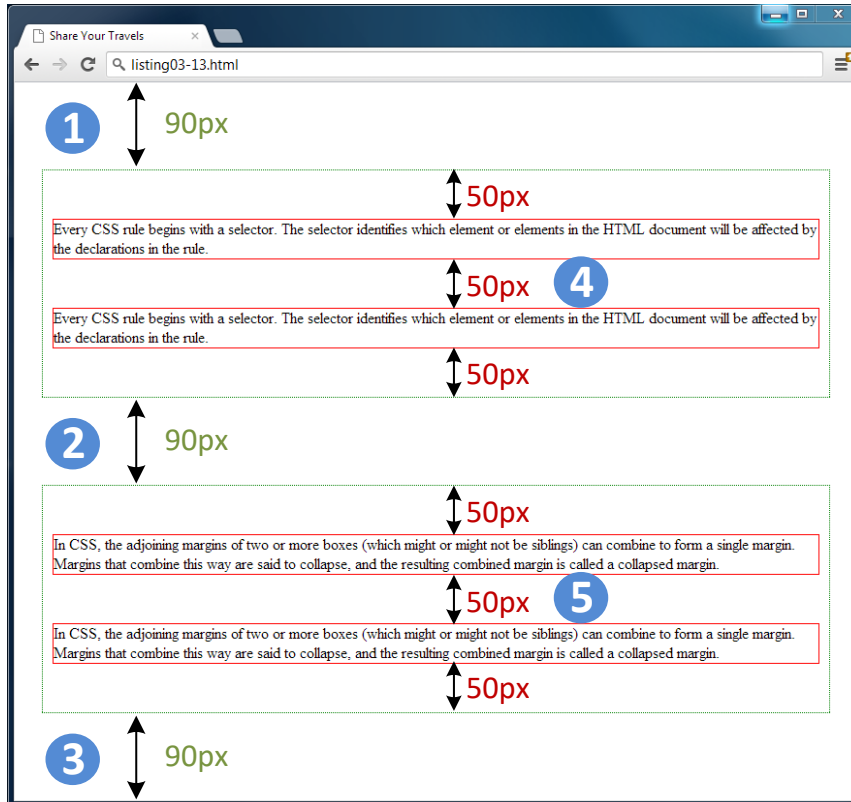 Share Your Travels
listing03-13.html
1
90px
50px
Every CSS rule begins with a selector. The selector identifies which element or elements in the HTML document will be affected by
the declarations in the rule.
50px
4
Every CSS rule begins with a selector. The selector identifies which element or elements in the HTML document will be affected by
the declarations in the rule.
50px
2
90px
50px
In CSS, the adjoining margins of two or more boxes (which might or might not be siblings) can combine to form a single margin.
Margins that combine this way are said to collapse, and the resulting combined margin is called a collapsed margin.
50px
5
In CSS, the adjoining margins of two or more boxes (which might or might not be siblings) can combine to form a single margin.
Margins that combine this way are said to collapse, and the resulting combined margin is called a collapsed margin.
50px
3
90px